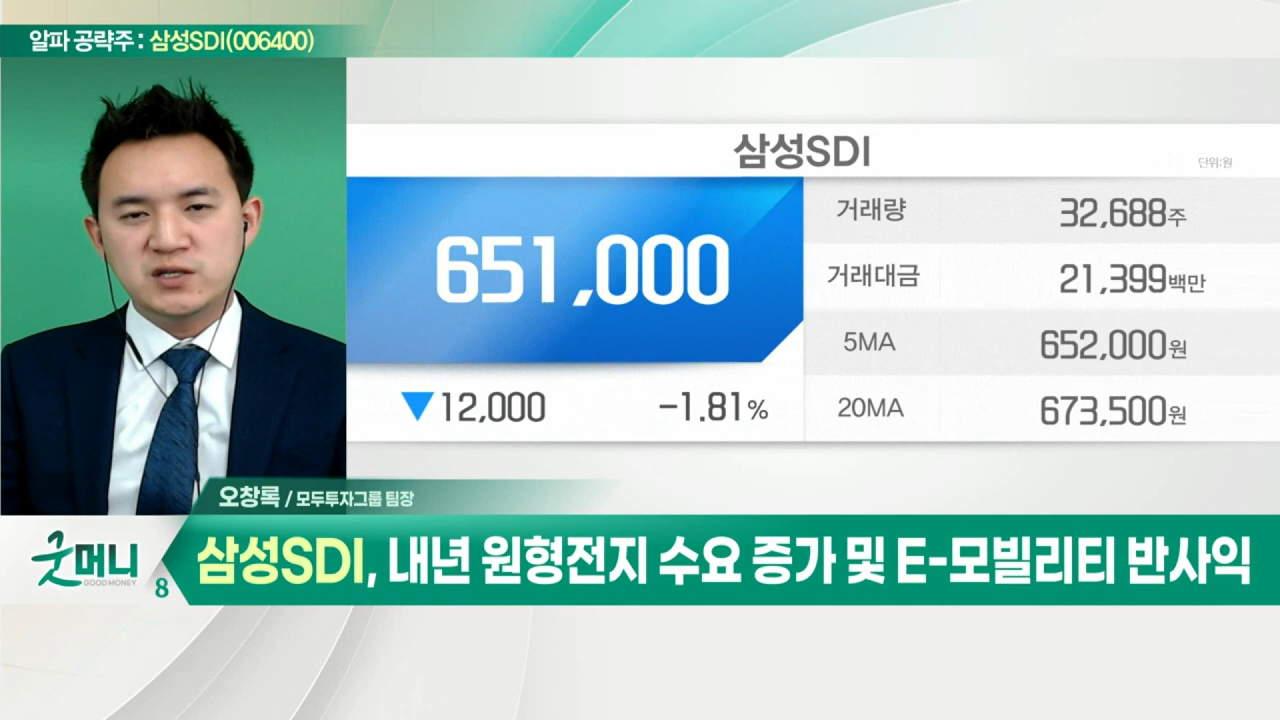 알파 공략주 : 삼성SDI(006400)
삼성SDI
단위:원
651,000
▼12,000 -1.81%
거래량 32,688주
거래대금 21,399백만
5MA 652,000원
20MA 673,500원
오창록 / 모두투자그룹 팀장
굿머니
GOOD MONEY
8
삼성SDI, 내년 원형전지 수요 증가 및 E-모빌리티 반사익